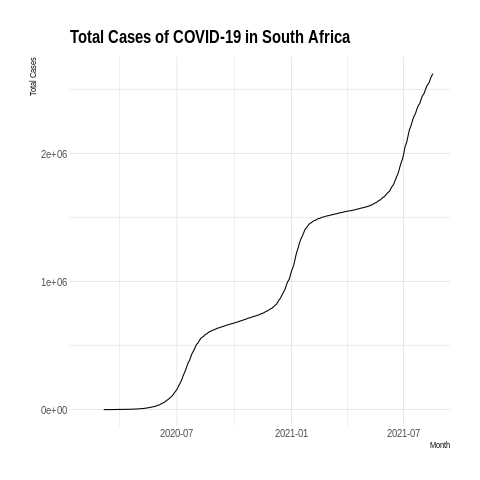 Total Cases of COVID-19 in South Africa
Total Cases
2e+06
1e+06
0e+00
2020-07
2021-01
2021-07
Month